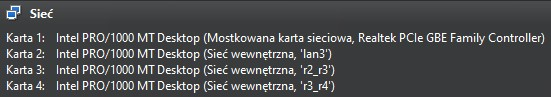 Sieć
Karta 1: Intel PRO/1000 MT Desktop (Mostkowana karta sieciowa, Realtek PCIe GBE Family Controller)
Karta 2: Intel PRO/1000 MT Desktop (Sieć wewnętrzna, 'lan3')
Karta 3: Intel PRO/1000 MT Desktop (Sieć wewnętrzna, 'r2_r3')
Karta 4: Intel PRO/1000 MT Desktop (Sieć wewnętrzna, 'r3_r4')